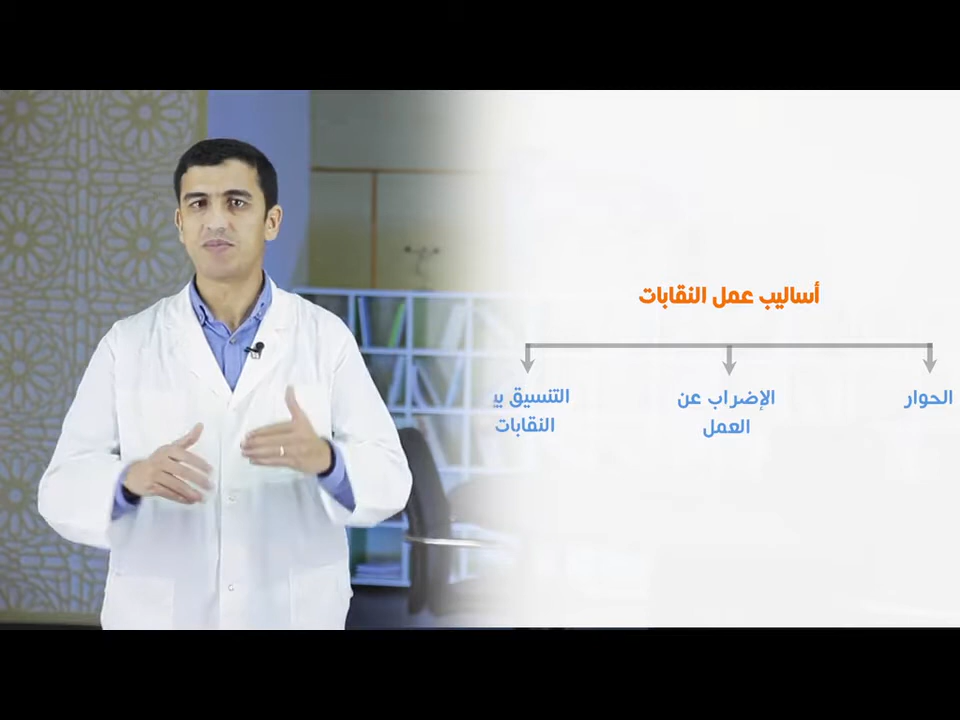 أساليب عمل النقابات
الحوار
الإضراب عن
العمل
التنسيق
النقابات